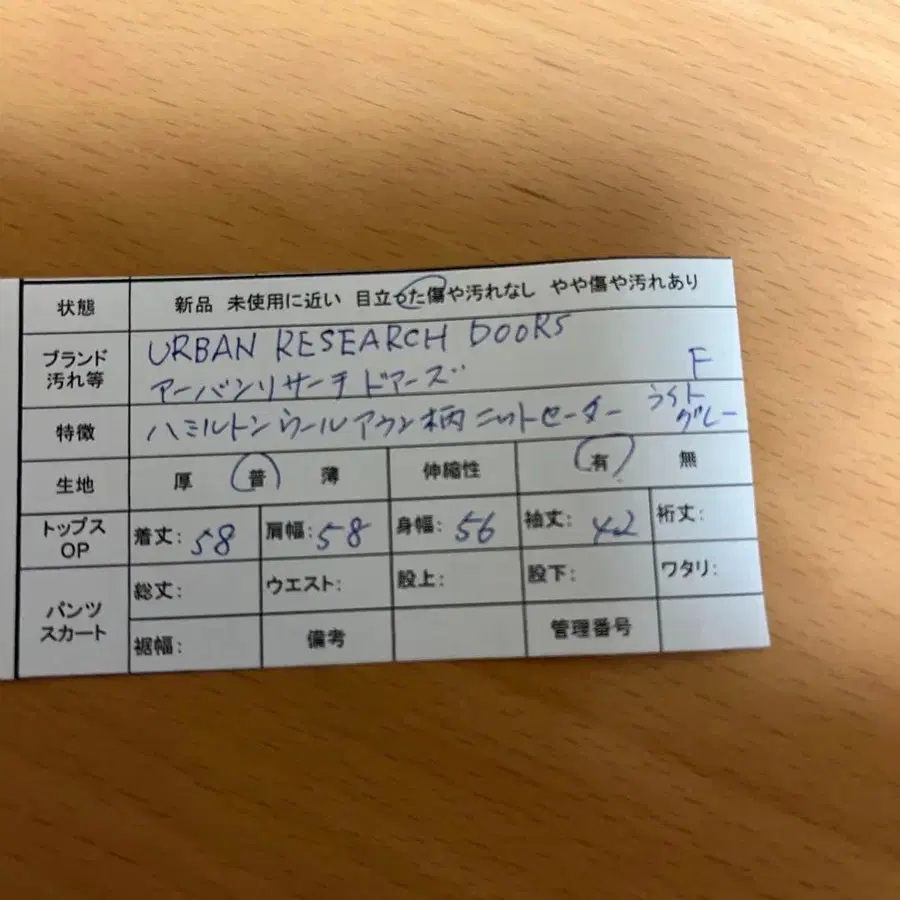 状態 新品 未使用に近い 目立った傷や汚れなし やや傷や汚れあり
ブランド 汚れ等 URBAN RESEARCH DOORS
アーバンリサーチ ドアーズ F
特徴 ハミルトンウール アラン柄 ニットセーター ライト グレー
生地 厚 普 薄 伸縮性 有 無
トップス OP 着丈: 58 肩幅: 58 身幅: 56 袖丈: 42 裄丈:
パンツ スカート 総丈: ウエスト: 股上: 股下: ワタリ:
裾幅: 備考 管理番号